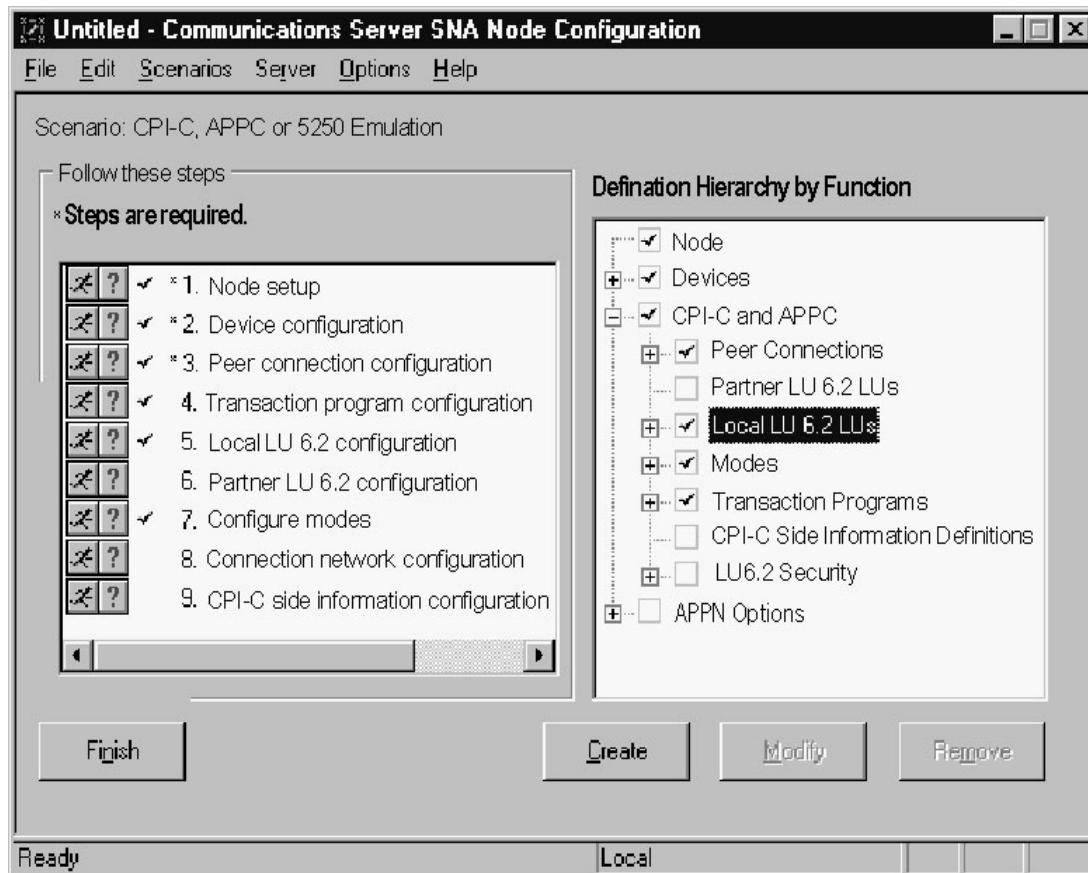 Untitled - Communications Server SNA Node Configuration
File Edit Scenarios Server Options Help
Scenario: CPI-C, APPC or 5250 Emulation
Follow these steps
* Steps are required.
? * 1. Node setup
? * 2. Device configuration
? * 3. Peer connection configuration
? 4. Transaction program configuration
? 5. Local LU 6.2 configuration
? 6. Partner LU 6.2 configuration
? 7. Configure modes
? 8. Connection network configuration
? 9. CPI-C side information configuration
Defination Hierarchy by Function
Node
Devices
CPI-C and APPC
Peer Connections
Partner LU 6.2 LUs
Local LU 6.2 LUs
Modes
Transaction Programs
CPI-C Side Information Definitions
LU6.2 Security
APPN Options
Finish
Create
Modify
Remove
Ready
Local